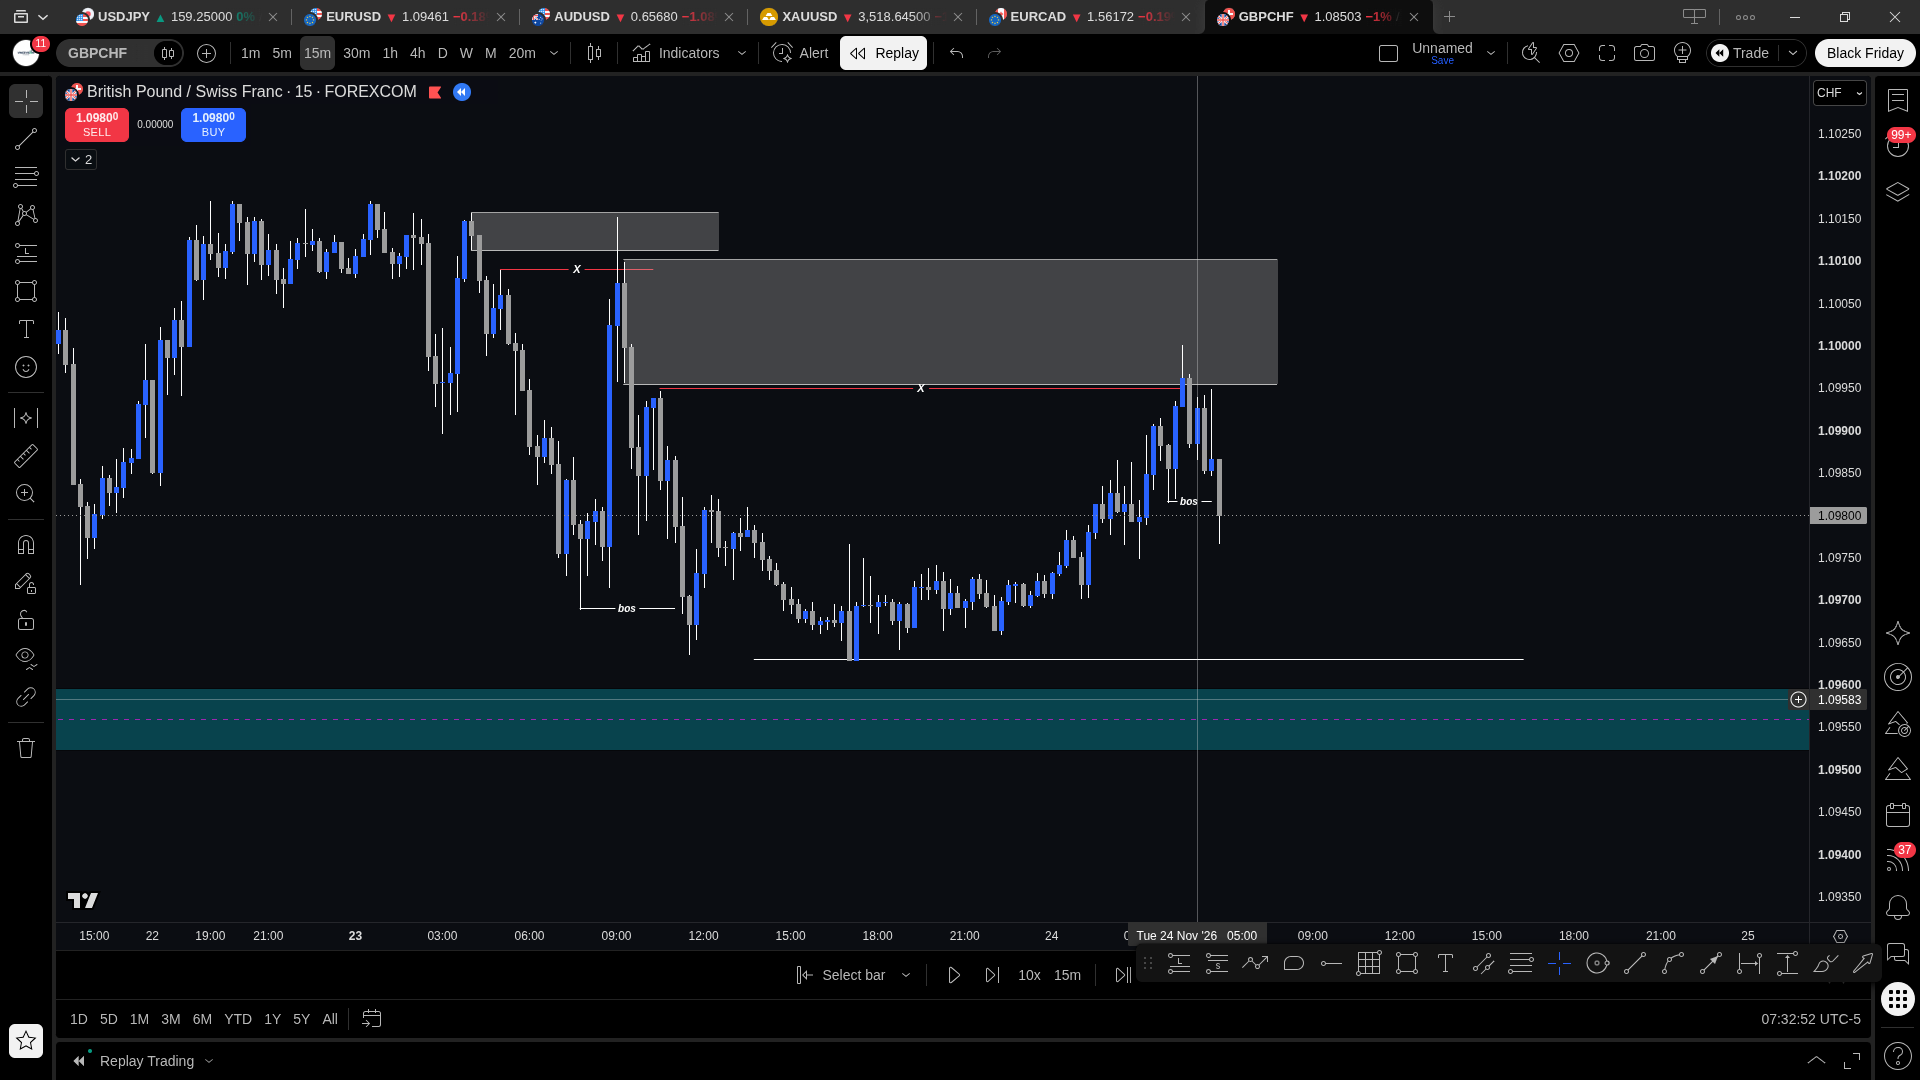 USDJPY ▲ 159.25000 0%
EURUSD ▼ 1.09461 −0.18
AUDUSD ▼ 0.65680 −1.08
XAUUSD ▼ 3,518.64500 −
EURCAD ▼ 1.56172 −0.19
GBPCHF ▼ 1.08503 −1%
11
GBPCHF
1m 5m 15m 30m 1h 4h D W M 20m
Indicators
Alert
Replay
Unnamed
Save
Trade
Black Friday
British Pound / Swiss Franc · 15 · FOREXCOM
CHF
1.09800
SELL
0.00000
1.09800
BUY
2
99+
1.10250
1.10200
1.10150
1.10100
1.10050
1.10000
1.09950
1.09900
1.09850
1.09800
1.09750
1.09700
1.09650
1.09600
1.09583
1.09550
1.09500
1.09450
1.09400
1.09350
X
X
bos
bos
37
15:00 22 19:00 21:00 23 03:00 06:00 09:00 12:00 15:00 18:00 21:00 24 Tue 24 Nov '26 05:00 09:00 12:00 15:00 18:00 21:00 25
Select bar
10x 15m
1D 5D 1M 3M 6M YTD 1Y 5Y All
07:32:52 UTC-5
Replay Trading